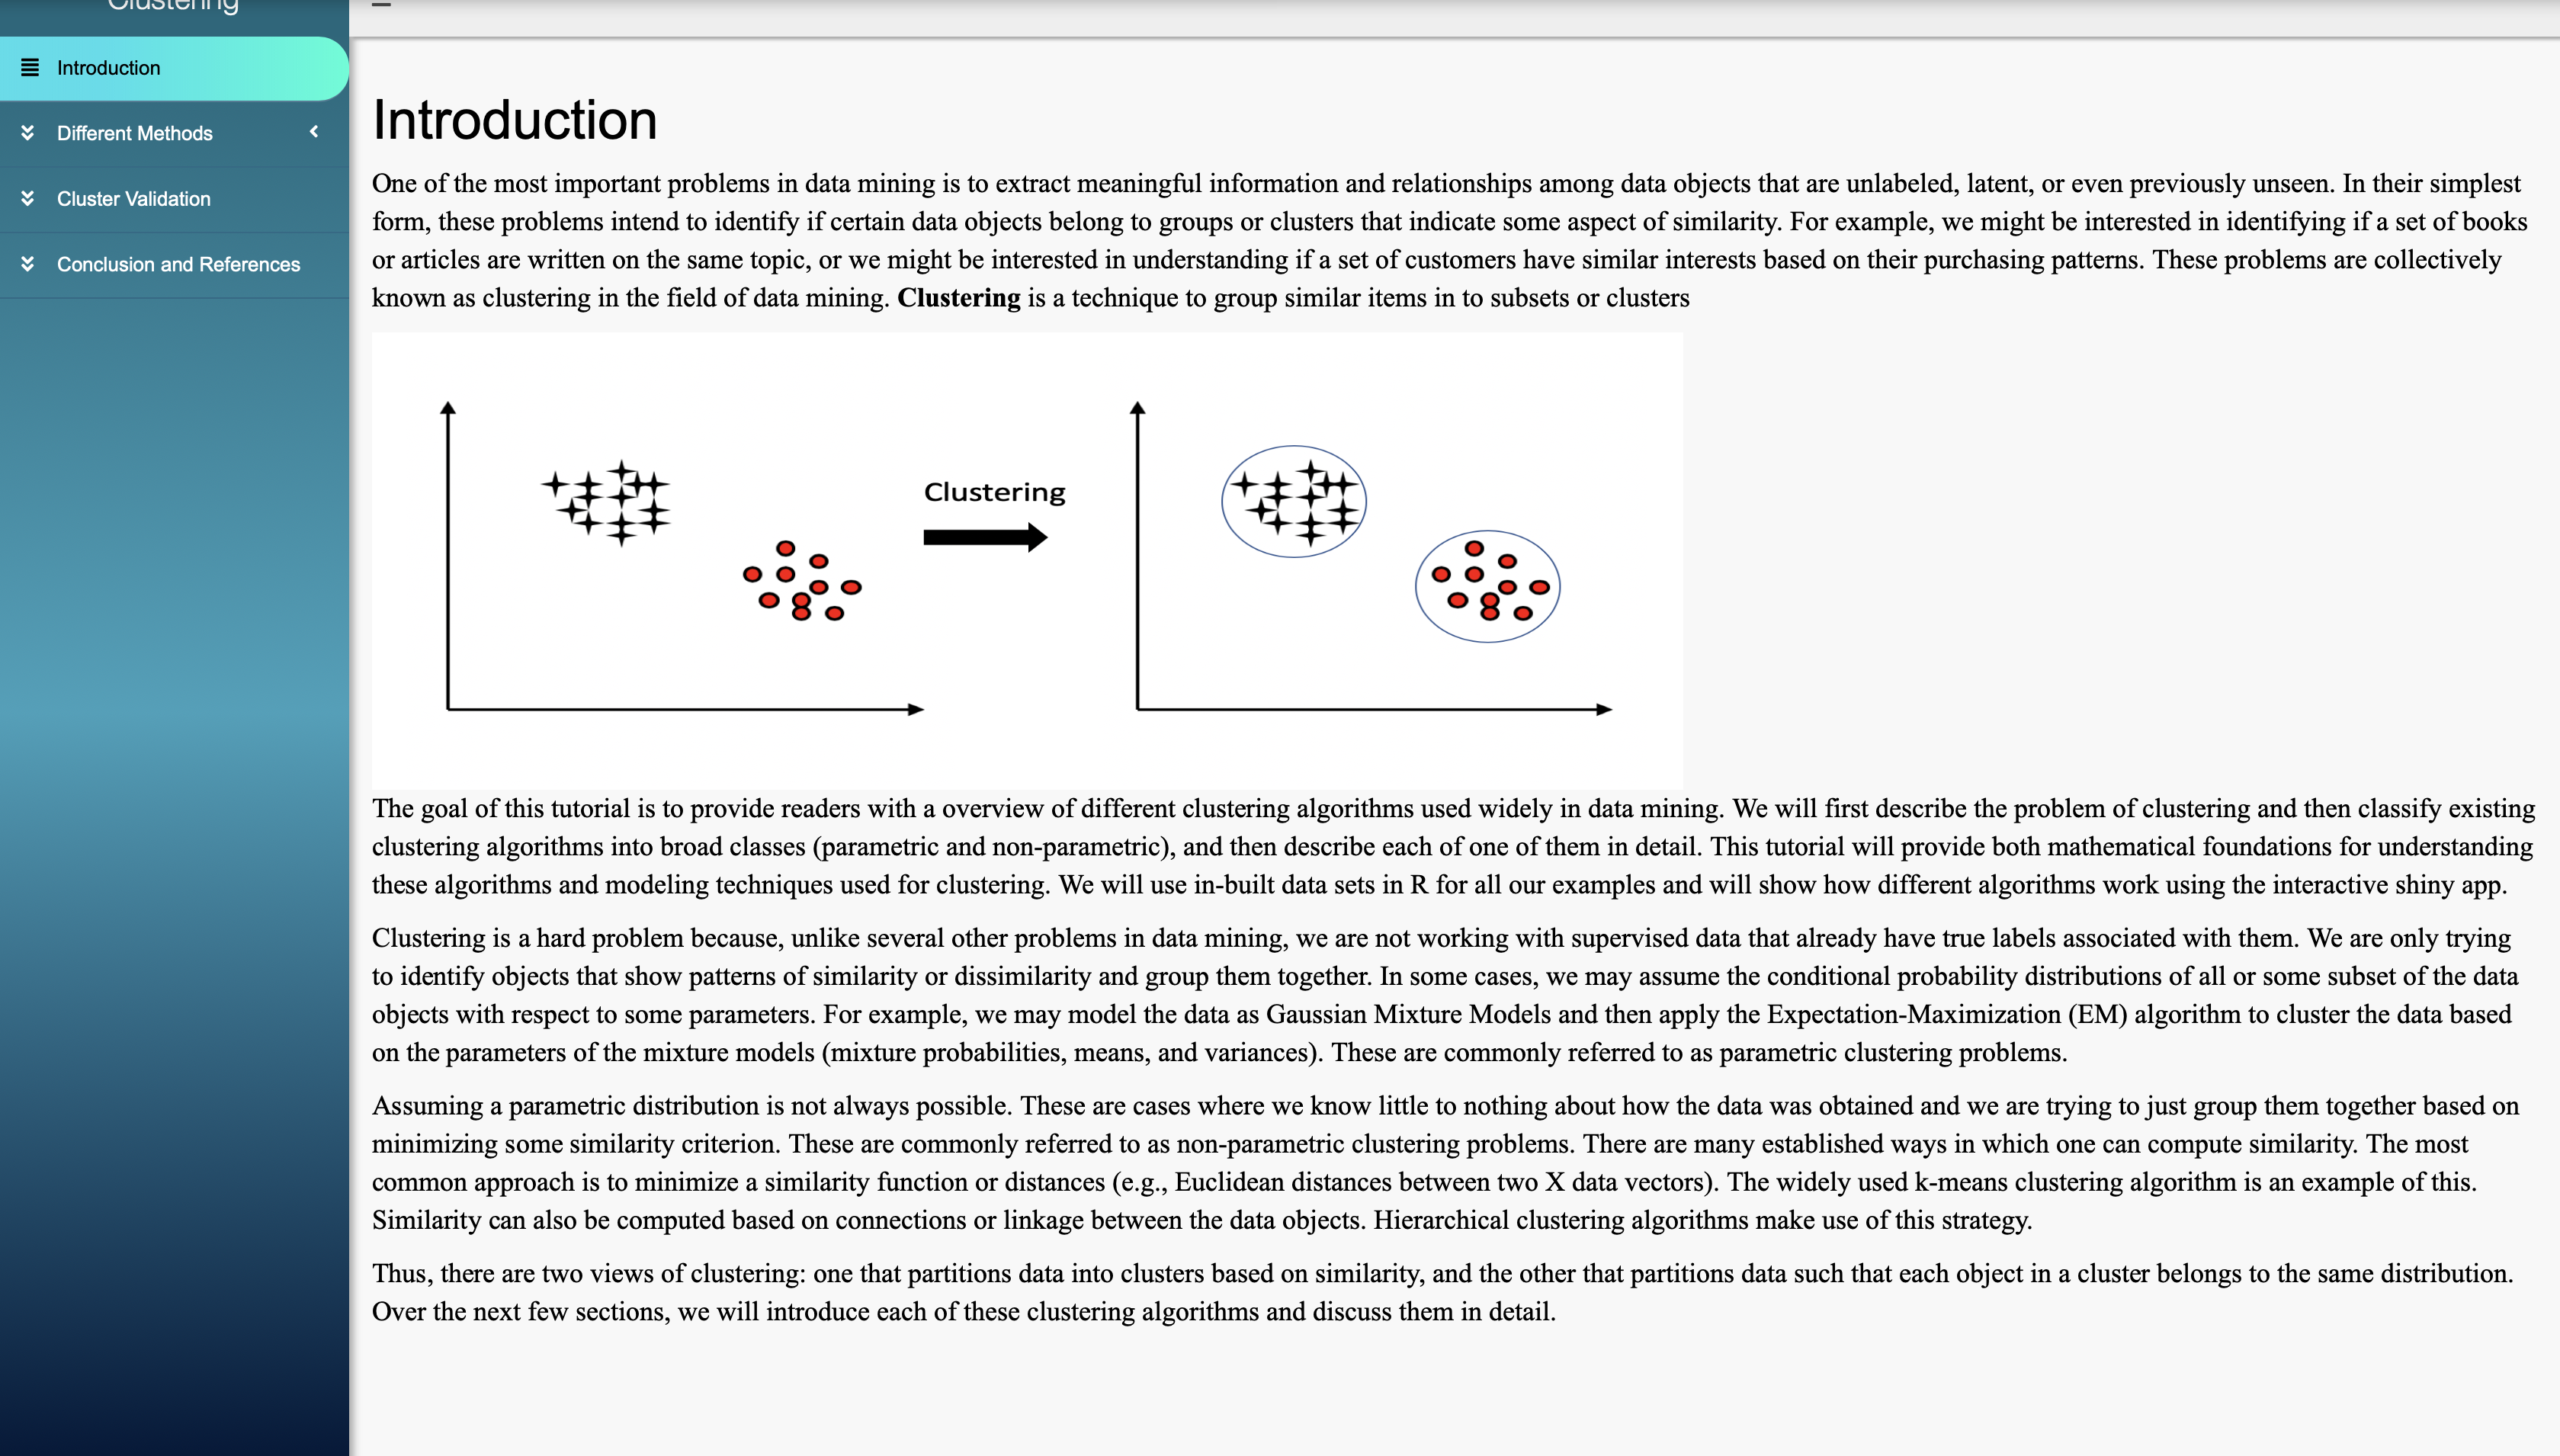 Clustering
Introduction
Different Methods
Cluster Validation
Conclusion and References
Introduction
One of the most important problems in data mining is to extract meaningful information and relationships among data objects that are unlabeled, latent, or even previously unseen. In their simplest
form, these problems intend to identify if certain data objects belong to groups or clusters that indicate some aspect of similarity. For example, we might be interested in identifying if a set of books
or articles are written on the same topic, or we might be interested in understanding if a set of customers have similar interests based on their purchasing patterns. These problems are collectively
known as clustering in the field of data mining. Clustering is a technique to group similar items in to subsets or clusters
Clustering
The goal of this tutorial is to provide readers with a overview of different clustering algorithms used widely in data mining. We will first describe the problem of clustering and then classify existing
clustering algorithms into broad classes (parametric and non-parametric), and then describe each of one of them in detail. This tutorial will provide both mathematical foundations for understanding
these algorithms and modeling techniques used for clustering. We will use in-built data sets in R for all our examples and will show how different algorithms work using the interactive shiny app.
Clustering is a hard problem because, unlike several other problems in data mining, we are not working with supervised data that already have true labels associated with them. We are only trying
to identify objects that show patterns of similarity or dissimilarity and group them together. In some cases, we may assume the conditional probability distributions of all or some subset of the data
objects with respect to some parameters. For example, we may model the data as Gaussian Mixture Models and then apply the Expectation-Maximization (EM) algorithm to cluster the data based
on the parameters of the mixture models (mixture probabilities, means, and variances). These are commonly referred to as parametric clustering problems.
Assuming a parametric distribution is not always possible. These are cases where we know little to nothing about how the data was obtained and we are trying to just group them together based on
minimizing some similarity criterion. These are commonly referred to as non-parametric clustering problems. There are many established ways in which one can compute similarity. The most
common approach is to minimize a similarity function or distances (e.g., Euclidean distances between two X data vectors). The widely used k-means clustering algorithm is an example of this.
Similarity can also be computed based on connections or linkage between the data objects. Hierarchical clustering algorithms make use of this strategy.
Thus, there are two views of clustering: one that partitions data into clusters based on similarity, and the other that partitions data such that each object in a cluster belongs to the same distribution.
Over the next few sections, we will introduce each of these clustering algorithms and discuss them in detail.